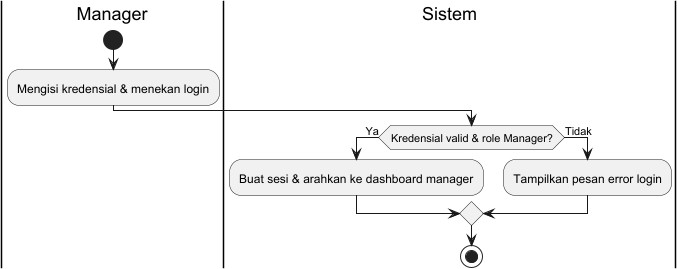 Manager
Sistem
Mengisi kredensial & menekan login
Ya
Kredensial valid & role Manager?
Tidak
Buat sesi & arahkan ke dashboard manager
Tampilkan pesan error login